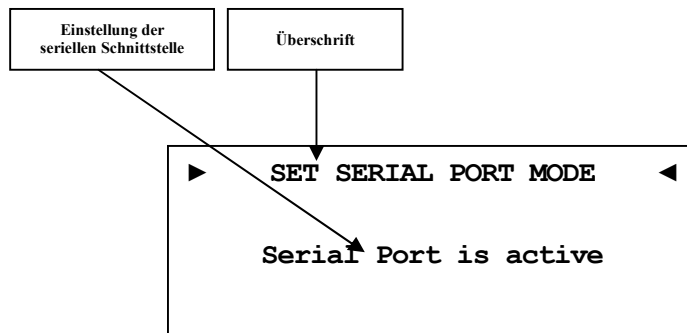 Einstellung der
seriellen Schnittstelle
Überschrift
► SET SERIAL PORT MODE ◄
Serial Port is active